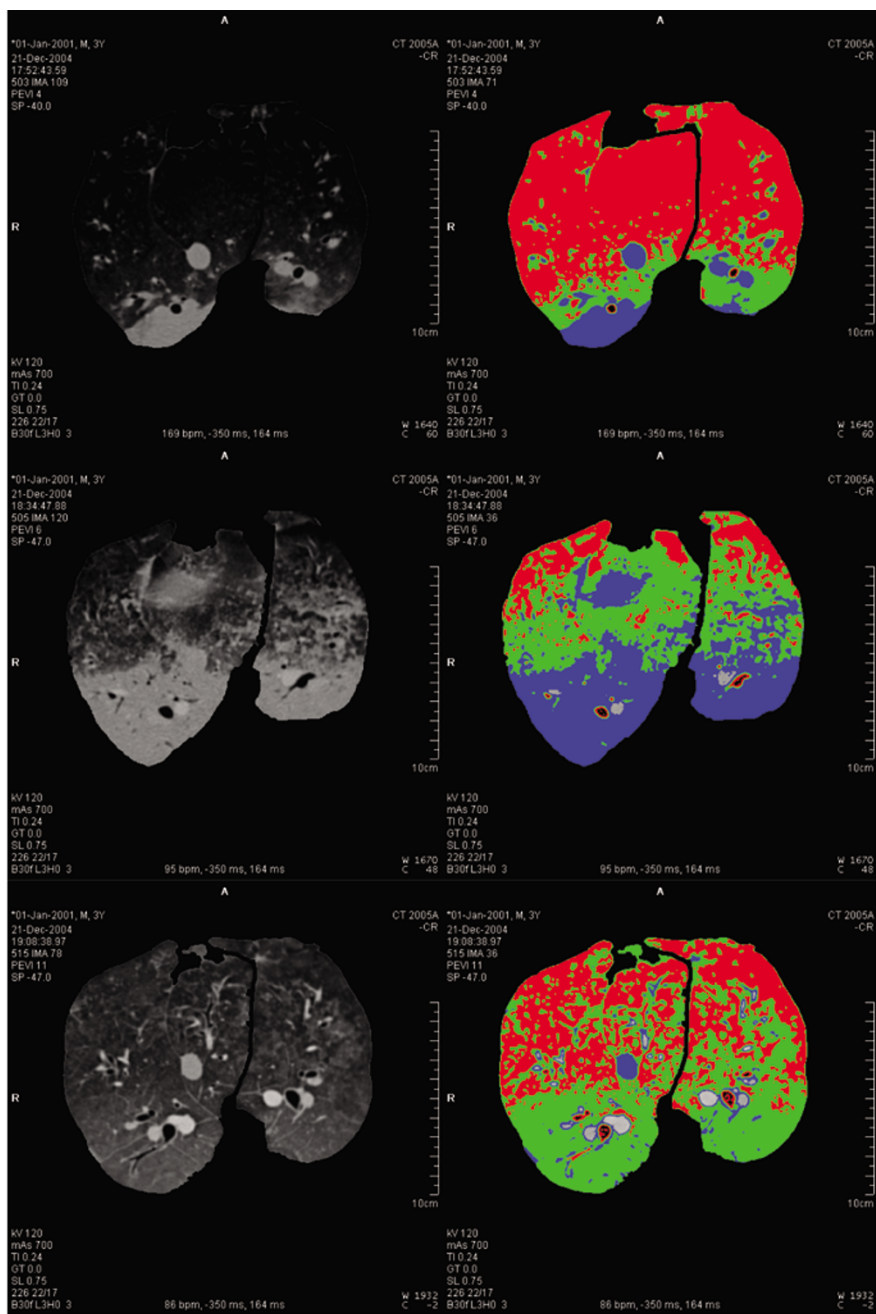 A
*01-Jan-2001, M, 3Y
21-Dec-2004
17:52:43.59
503 IMA 109
PEVI 4
SP -40.0
CT 2005A
-CR
R
10cm
kV 120
mAs 700
TI 0.24
GT 0.0
SL 0.75
226 22/17
B30f L3H0 3
169 bpm, -350 ms, 164 ms
W 1640
C 60
A
*01-Jan-2001, M, 3Y
21-Dec-2004
17:52:43.59
503 IMA 71
PEVI 4
SP -40.0
CT 2005A
-CR
R
10cm
kV 120
mAs 700
TI 0.24
GT 0.0
SL 0.75
226 22/17
B30f L3H0 3
169 bpm, -350 ms, 164 ms
W 1640
C 60
A
*01-Jan-2001, M, 3Y
21-Dec-2004
18:34:47.88
505 IMA 120
PEVI 6
SP -47.0
CT 2005A
-CR
R
10cm
kV 120
mAs 700
TI 0.24
GT 0.0
SL 0.75
226 22/17
B30f L3H0 3
95 bpm, -350 ms, 164 ms
W 1670
C 48
A
*01-Jan-2001, M, 3Y
21-Dec-2004
18:34:47.88
505 IMA 36
PEVI 6
SP -47.0
CT 2005A
-CR
R
10cm
kV 120
mAs 700
TI 0.24
GT 0.0
SL 0.75
226 22/17
B30f L3H0 3
95 bpm, -350 ms, 164 ms
W 1670
C 48
A
*01-Jan-2001, M, 3Y
21-Dec-2004
19:08:38.97
515 IMA 78
PEVI 11
SP -47.0
CT 2005A
-CR
R
10cm
kV 120
mAs 700
TI 0.24
GT 0.0
SL 0.75
226 22/17
B30f L3H0 3
86 bpm, -350 ms, 164 ms
W 1932
C -2
A
*01-Jan-2001, M, 3Y
21-Dec-2004
19:08:38.97
515 IMA 36
PEVI 11
SP -47.0
CT 2005A
-CR
R
10cm
kV 120
mAs 700
TI 0.24
GT 0.0
SL 0.75
226 22/17
B30f L3H0 3
86 bpm, -350 ms, 164 ms
W 1932
C -2